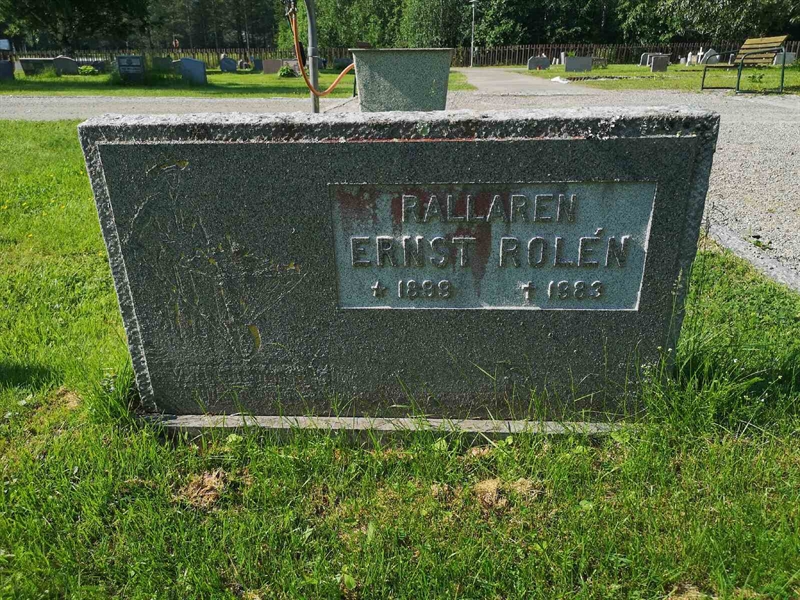 RALLAREN
ERNST ROLÉN
* 1899 † 1983